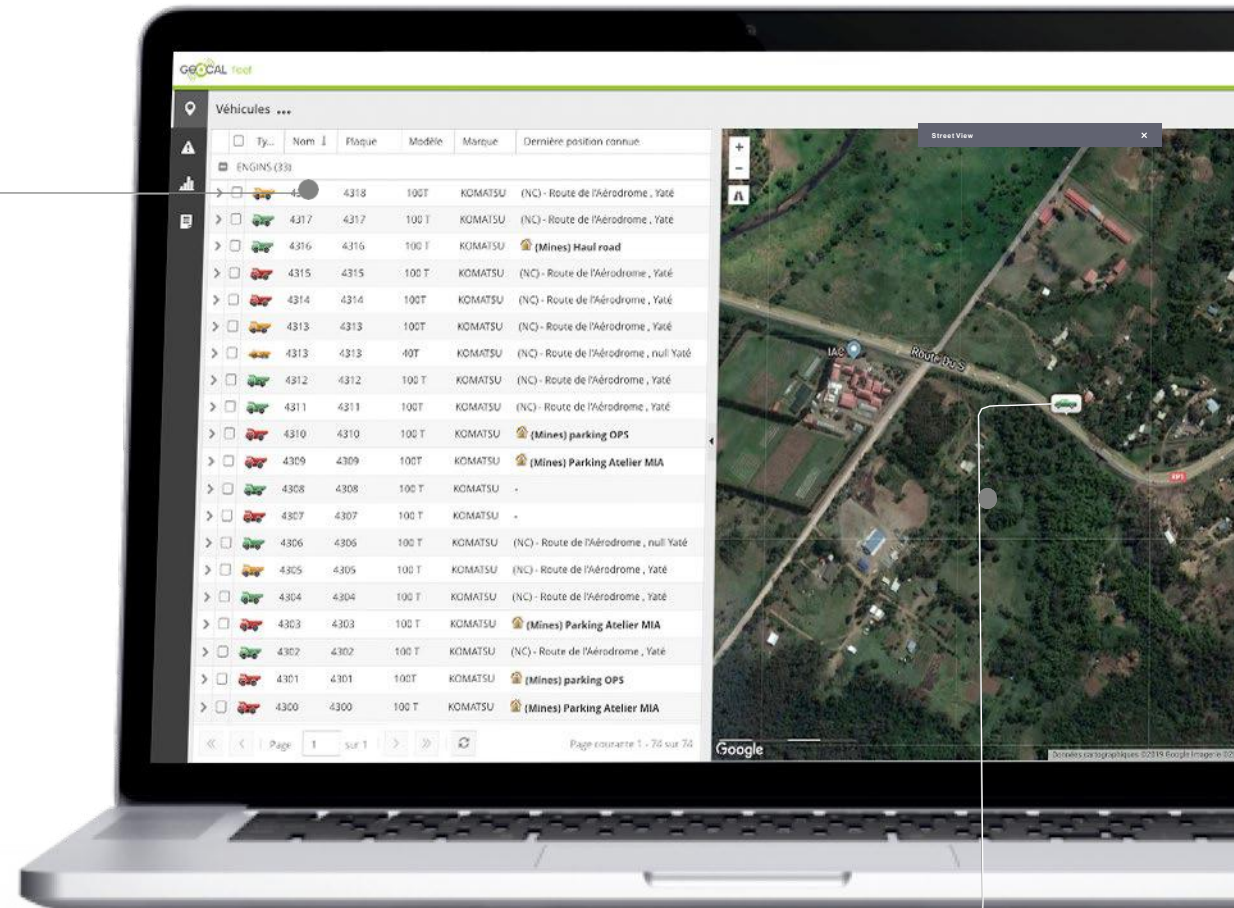 GEOCAL
Véhicules ...
Ty... Nom ↓ Plaque Modèle Marque Dernière position connue
ENGINS (33)
4318 100T KOMATSU (NC) - Route de l'Aérodrome , Yaté
4317 4317 100 T KOMATSU (NC) - Route de l'Aérodrome , Yaté
4316 4316 100 T KOMATSU (Mines) Haul road
4315 4315 100 T KOMATSU (NC) - Route de l'Aérodrome , Yaté
4314 4314 100T KOMATSU (NC) - Route de l'Aérodrome , Yaté
4313 4313 100T KOMATSU (NC) - Route de l'Aérodrome , Yaté
4313 4313 40T KOMATSU (NC) - Route de l'Aérodrome , null Yaté
4312 4312 100 T KOMATSU (NC) - Route de l'Aérodrome , Yaté
4311 4311 100T KOMATSU (NC) - Route de l'Aérodrome , Yaté
4310 4310 100 T KOMATSU (Mines) parking OPS
4309 4309 100T KOMATSU (Mines) Parking Atelier MIA
4308 4308 100 T KOMATSU -
4307 4307 100 T KOMATSU -
4306 4306 100 T KOMATSU (NC) - Route de l'Aérodrome , null Yaté
4305 4305 100 T KOMATSU (NC) - Route de l'Aérodrome , Yaté
4304 4304 100 T KOMATSU (NC) - Route de l'Aérodrome , Yaté
4303 4303 100 T KOMATSU (Mines) Parking Atelier MIA
4302 4302 100 T KOMATSU (NC) - Route de l'Aérodrome , Yaté
4301 4301 100T KOMATSU (Mines) parking OPS
4300 4300 100 T KOMATSU (Mines) Parking Atelier MIA
Page 1 sur 1 Page courante 1 - 74 sur 74
Street View ×
+
-
IAC
Route Du S
RP3
Google
Données cartographiques ©2019 Google Imagerie